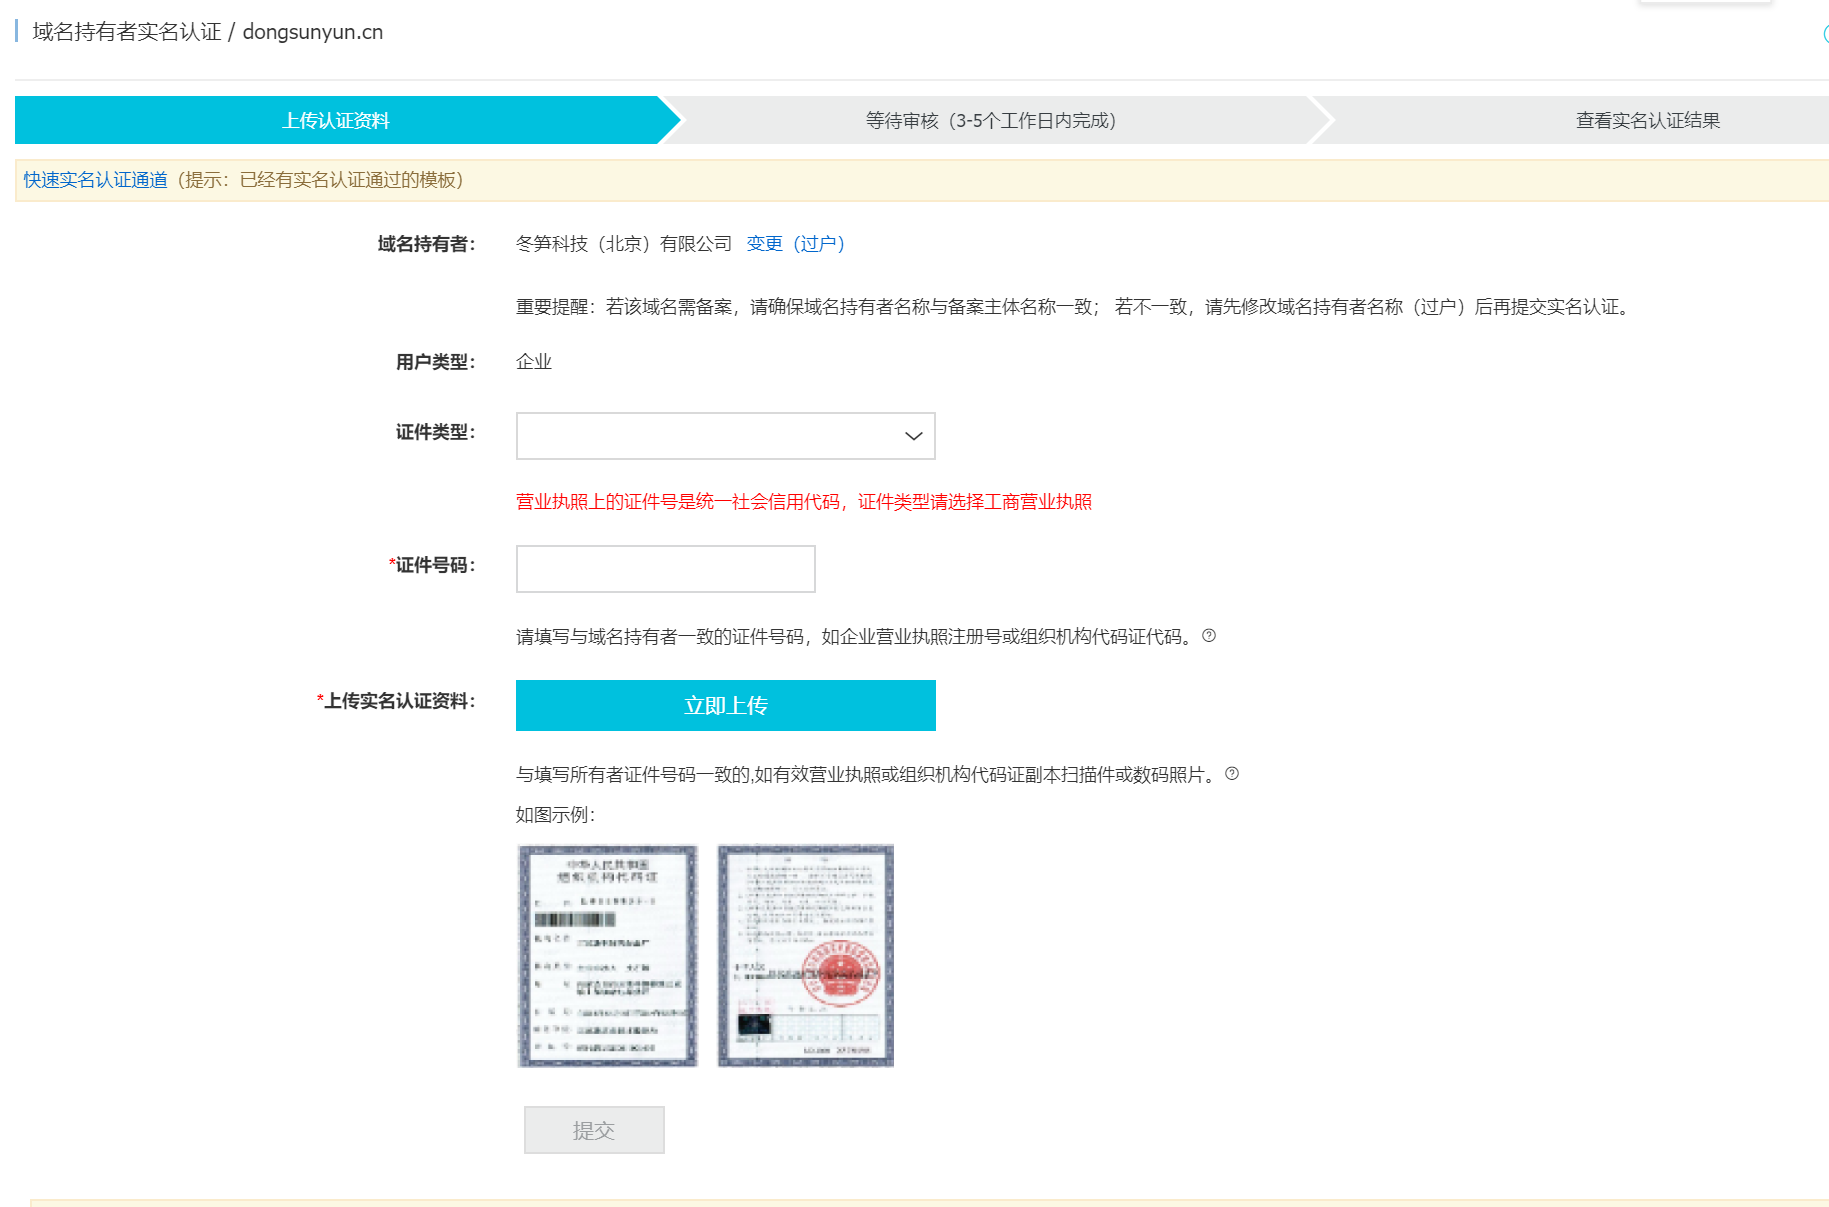 域名持有者实名认证 / dongsunyun.cn
上传认证资料
等待审核（3-5个工作日内完成）
查看实名认证结果
快速实名认证通道（提示：已经有实名认证通过的模板）
域名持有者： 冬笋科技（北京）有限公司 变更（过户）
重要提醒：若该域名需备案，请确保域名持有者名称与备案主体名称一致； 若不一致，请先修改域名持有者名称（过户）后再提交实名认证。
用户类型： 企业
证件类型：
营业执照上的证件号是统一社会信用代码，证件类型请选择工商营业执照
*证件号码：
请填写与域名持有者一致的证件号码，如企业营业执照注册号或组织机构代码证代码。
*上传实名认证资料： 立即上传
与填写所有者证件号码一致的,如有效营业执照或组织机构代码证副本扫描件或数码照片。
如图示例：
中华人民共和国
组织机构代码证
提交